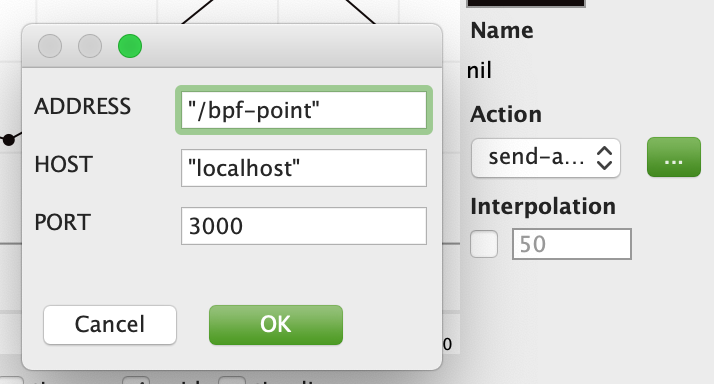 ADDRESS "/bpf-point"
HOST "localhost"
PORT 3000
Cancel OK
Name
nil
Action
send-a... ...
Interpolation
50
0